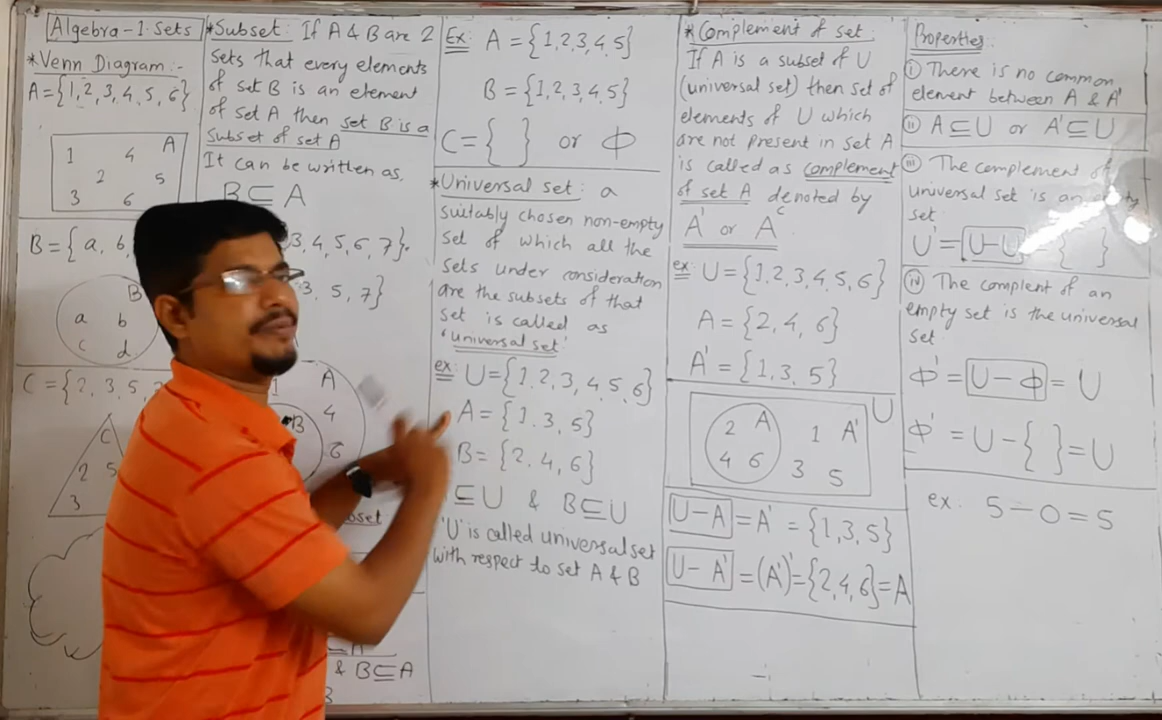 Algebra-1 Sets
*Venn Diagram:-
A={1,2,3,4,5,6}
1 4 A
2 5
3 6
B={a, b,
B
a b
c d
C={2, 3, 5,
C
2 5
3
*Subset: If A & B are 2
sets that every elements
of set B is an element
of set A then set B is a
subset of set A
It can be written as,
B⊆A
3, 4, 5, 6, 7}.
3, 5, 7}
1 A
B 4
6
& B⊆A
B
Ex: A={1,2,3,4,5}
B={1,2,3,4,5}
C={ } or ϕ
*Universal set: a
suitably chosen non-empty
set of which all the
sets under consideration
are the subsets of that
set is called as
'universal set'
ex: U={1,2,3,4,5,6}
A={1.3,5}
B={2.4,6}
⊆U & B⊆U
'U' is called universal set
with respect to set A & B
*Complement of set:
If A is a subset of U
(universal set) then set of
elements of U which
are not present in set A
is called as complement
of set A denoted by
A' or Aᶜ
ex: U={1,2,3,4,5,6}
A={2,4,6}
A'={1,3,5}
U
2 A 1 A'
4 6 3 5
U-A = A' = {1,3,5}
U-A' = (A')' = {2,4,6} = A
Properties:
(i) There is no common
element between A & A'
(ii) A⊆U or A'⊆U
(iii) The complement of
universal set is an
set.
U' = U-U { }
(iv) The complent of an
empty set is the universal
set.
ϕ' = U-ϕ = U
ϕ' = U-{ } = U
ex: 5-0=5